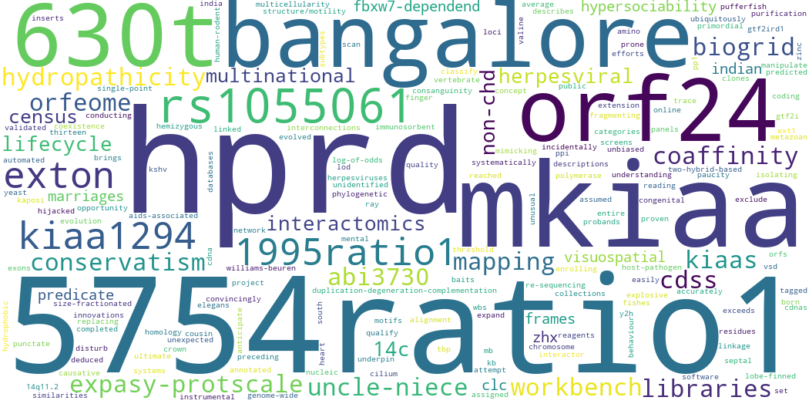 630t bangalore
india
multicellularity
structure/motility
fbxw7-dependend
average
describes
hypersociability
pufferfish
purification
inserts
human-rodent
scan
loci
valine
amino
prone
efforts
ubiquitously
primordial
gtf2ird1
zinc
biogrid
hydropathicity
multinational
classify
vertebrate
herpesviral
indian
manipulate
predicted
single-point
consanguinity
concept
public
clones
orfeome
rs1055061
finger
non-chd
orf24
extension
trace
coding
census
conducting
hemizygous
linked
interconnections
immunosorbent
fragmenting
online
gtf2i
validated
coexistence
thirteen
evolved
mimicking
categories
panels
est1
metazoan
lifecycle
screens
unbiased
incidentally
ppi
coaffinity
automated
brings
kshv
databases
log-of-odds
lod
quality
systematically
descriptions
two-hybrid-based
exton
hprd
herpesviruses
unidentified
reached
polymerase
understanding
paucity
isolating
yeast
marriages
phylogenetic
mkiaa
unusual
reading
congenital
exclude
kaposi
opportunity
ray
assumed
hijacked
aids-associated
entire
probands
proven
evolution
network
interactomics
kiaa1294
cdna
mental
1995ratio1
threshold
orfs
exons
conservatism
williams-beuren
mapping
visuospatial
kiaas
vsd
project
abi3730
baits
enrolling
host-pathogen
hydrophobic
predicate
convincingly
duplication-degeneration-complementation
re-sequencing
easily
cdss
tagged
size-fractionated
elegans
anticipate
south
wbs
collections
explosive
accurately
born
cdnas
innovations
replacing
completed
5754ratio1
motifs
alignment
expand
frames
y2h
fishes
exceeds
homology
cousin
unexpected
heart
qualify
tbp
zhx
reagents
behaviour
residues
punctate
disturb
crown
14c
mb
chromosome
linkage
deduced
ultimate
preceding
underpin
kb
interactor
septal
causative
systems
annotated
nucleic
cilium
attempt
software
lobe-finned
14q11.2
expasy-protscale
uncle-niece
clc
workbench
libraries
set
similarities
instrumental
genome-wide
assigned